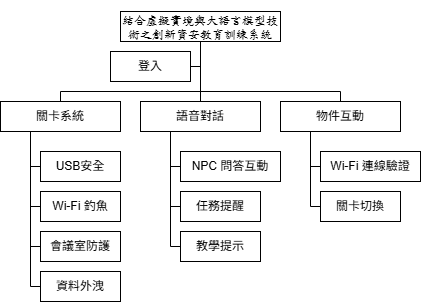 結合虛擬實境與大語言模型技
術之創新資安教育訓練系統
登入
關卡系統
語音對話
物件互動
USB安全
NPC 問答互動
Wi-Fi 連線驗證
Wi-Fi 釣魚
任務提醒
關卡切換
會議室防護
教學提示
資料外洩